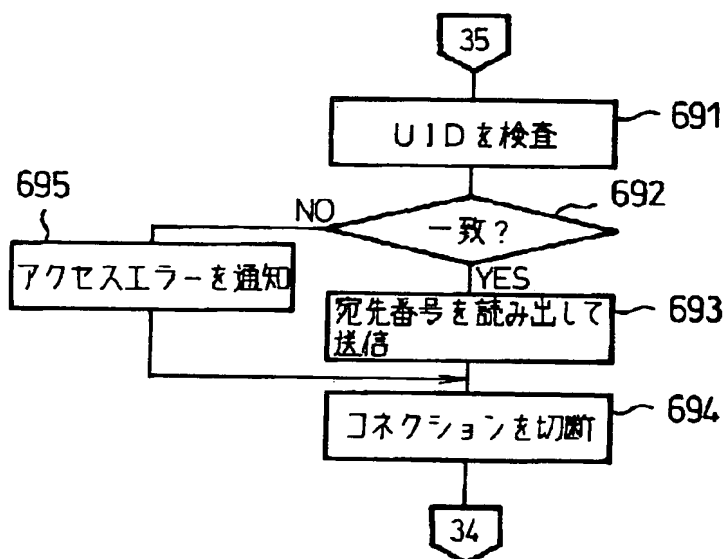 35
UIDを検査
691
695
NO
一致?
692
アクセスエラーを通知
YES
宛先番号を読み出して
送信
693
コネクションを切断
694
34